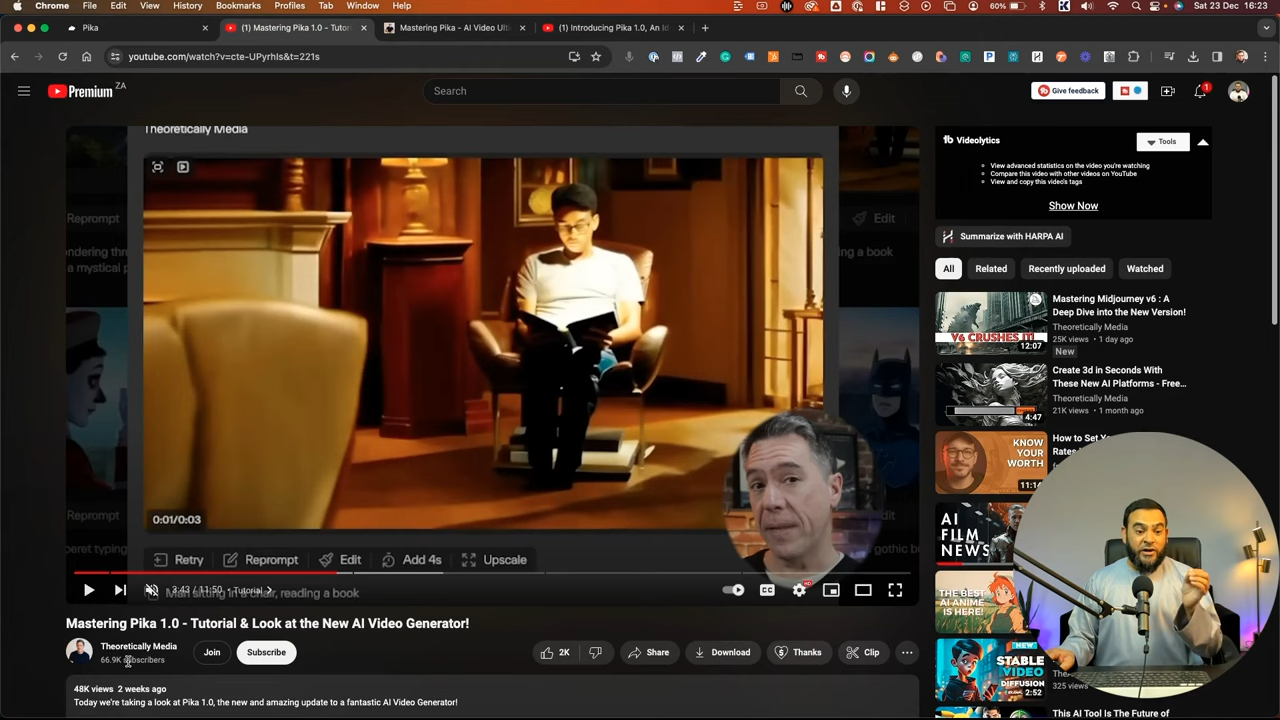 Chrome File Edit View History Bookmarks Profiles Tab Window Help
60% Sat 23 Dec 16:23
Pika
(1) Mastering Pika 1.0 - Tutor
Mastering Pika - AI Video Ult
(1) Introducing Pika 1.0, An Id
youtube.com/watch?v=cte-UPyrhIs&t=221s
Premium ZA
Search
Give feedback
1
Theoretically Media
Reprompt
Edit
0:01/0:03
Retry Reprompt Edit Add 4s Upscale
reading a book
3:43 / 11:50 · Tutorial
CC
HD
Mastering Pika 1.0 - Tutorial & Look at the New AI Video Generator!
Theoretically Media
66.9K subscribers
Join
Subscribe
2K
Share
Download
Thanks
Clip
48K views 2 weeks ago
Today we're taking a look at Pika 1.0, the new and amazing update to a fantastic AI Video Generator!
Videolytics
Tools
View advanced statistics on the video you're watching
Compare this video with other videos on YouTube
View and copy this video's tags
Show Now
Summarize with HARPA AI
All Related Recently uploaded Watched
V6 CRUSHES IT!
12:07
Mastering Midjourney v6 : A
Deep Dive into the New Version!
Theoretically Media
25K views • 1 day ago
New
4:47
Create 3d in Seconds With
These New AI Platforms - Free...
Theoretically Media
21K views • 1 month ago
KNOW
YOUR
WORTH
11:14
How to Set
Rates
AI
FILM
NEWS
THE BEST
AI ANIME
IS HERE!
NEW
STABLE
VIDEO
DIFFUSION
2:52
325 views
This AI Tool Is The Future of